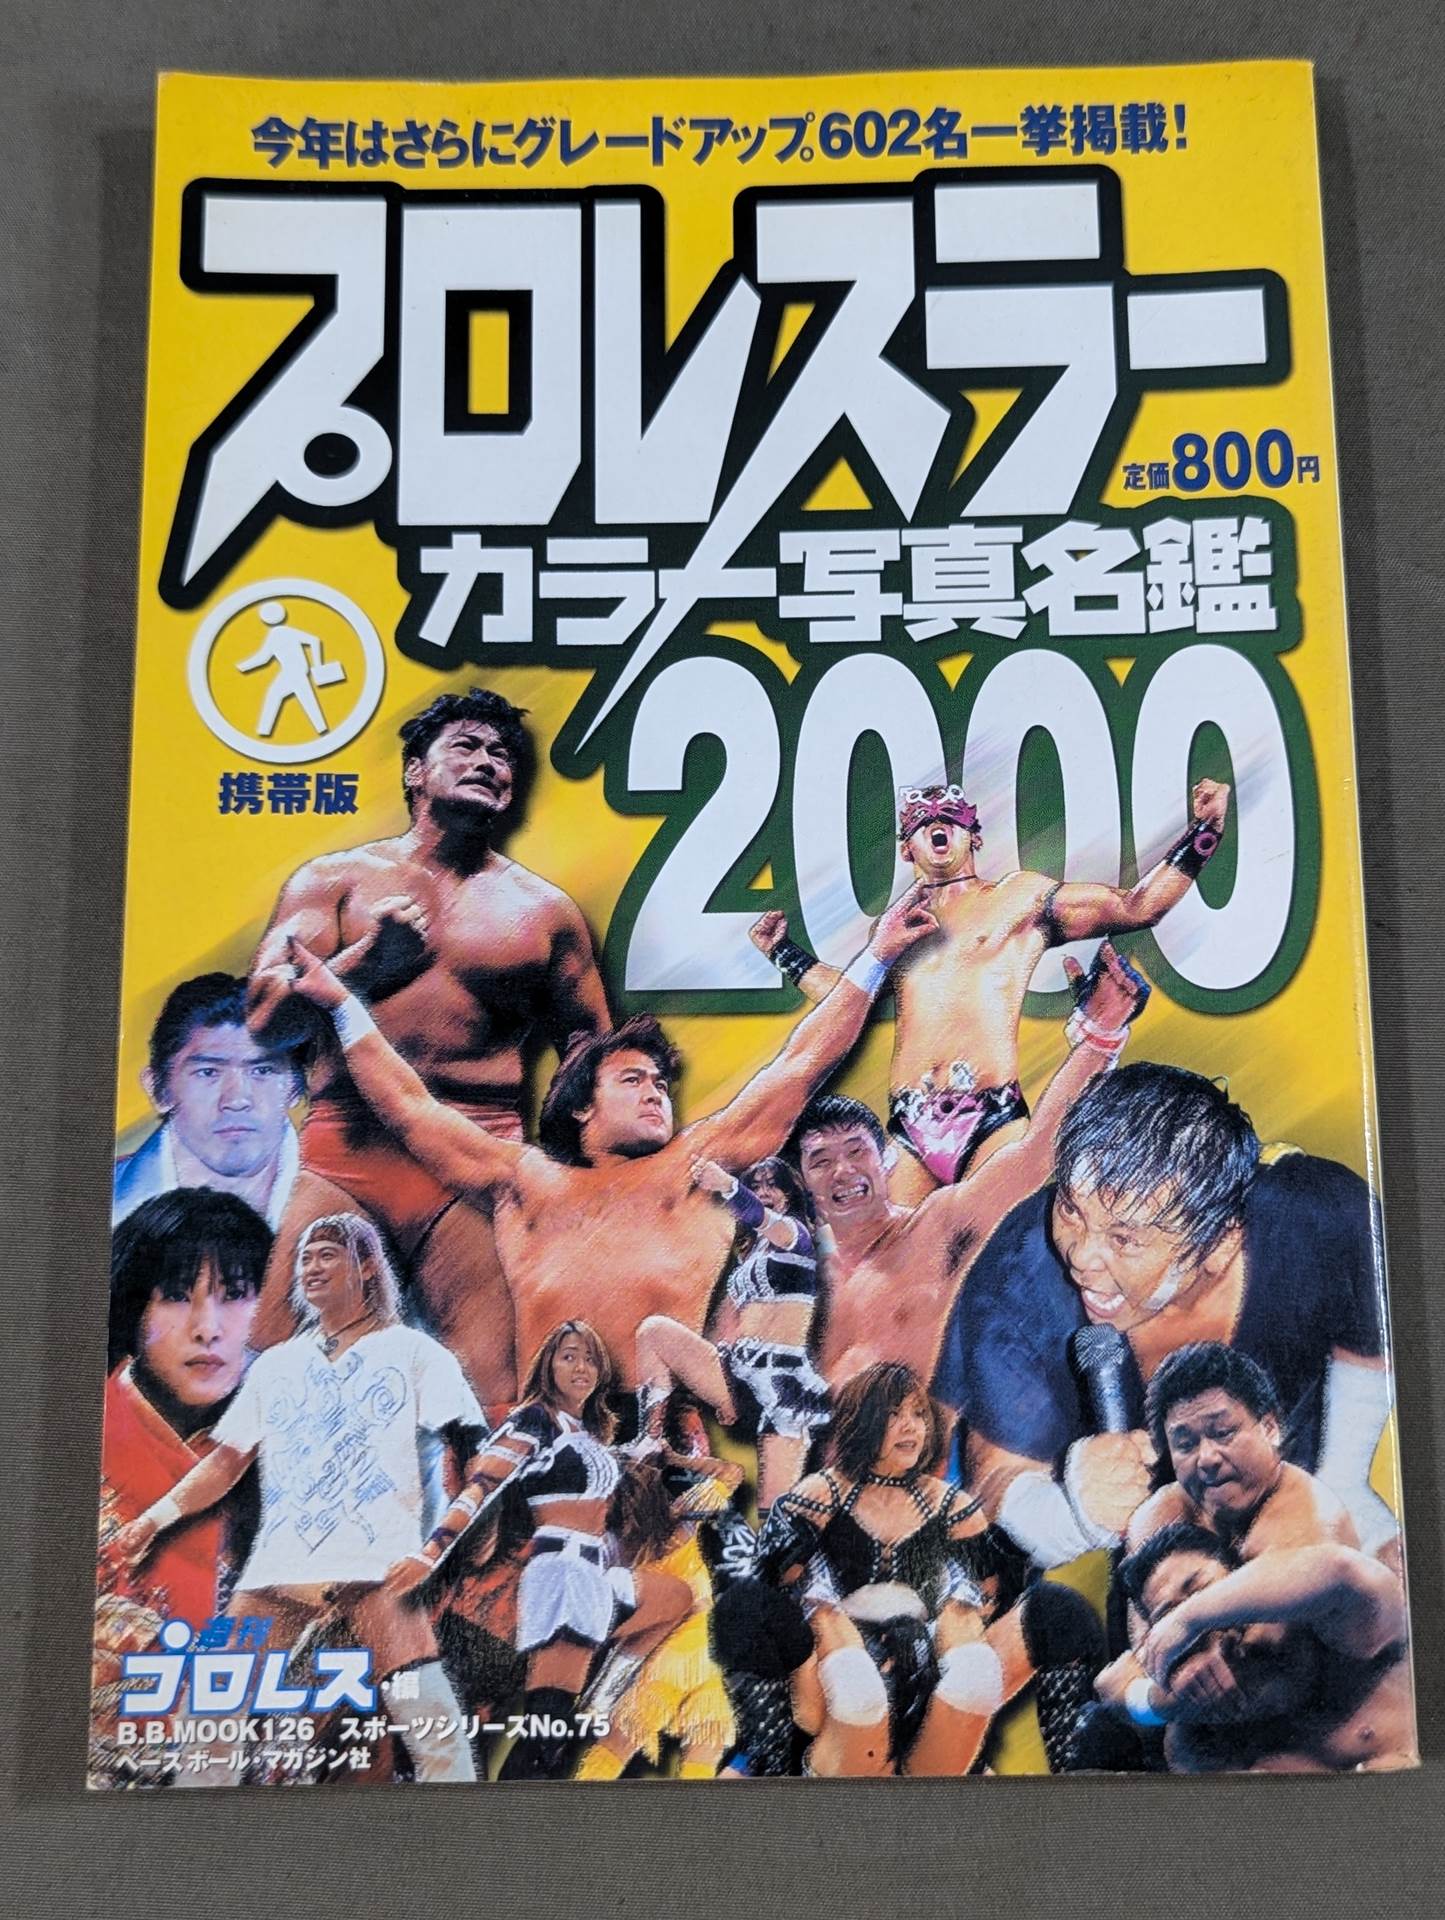 今年はさらにグレードアップ。602名一挙掲載!
プロレスラー
定価800円
カラー写真名鑑
2000
携帯版
週刊
プロレス・編
B.B.MOOK126 スポーツシリーズNo.75
ベースボール・マガジン社